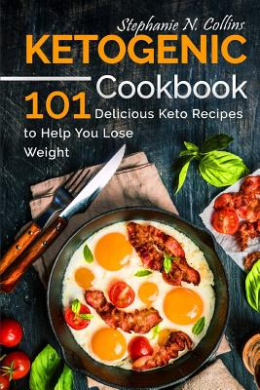 Stephanie N. Collins
KETOGENIC
Cookbook
101 Delicious Keto Recipes
to Help You Lose
Weight